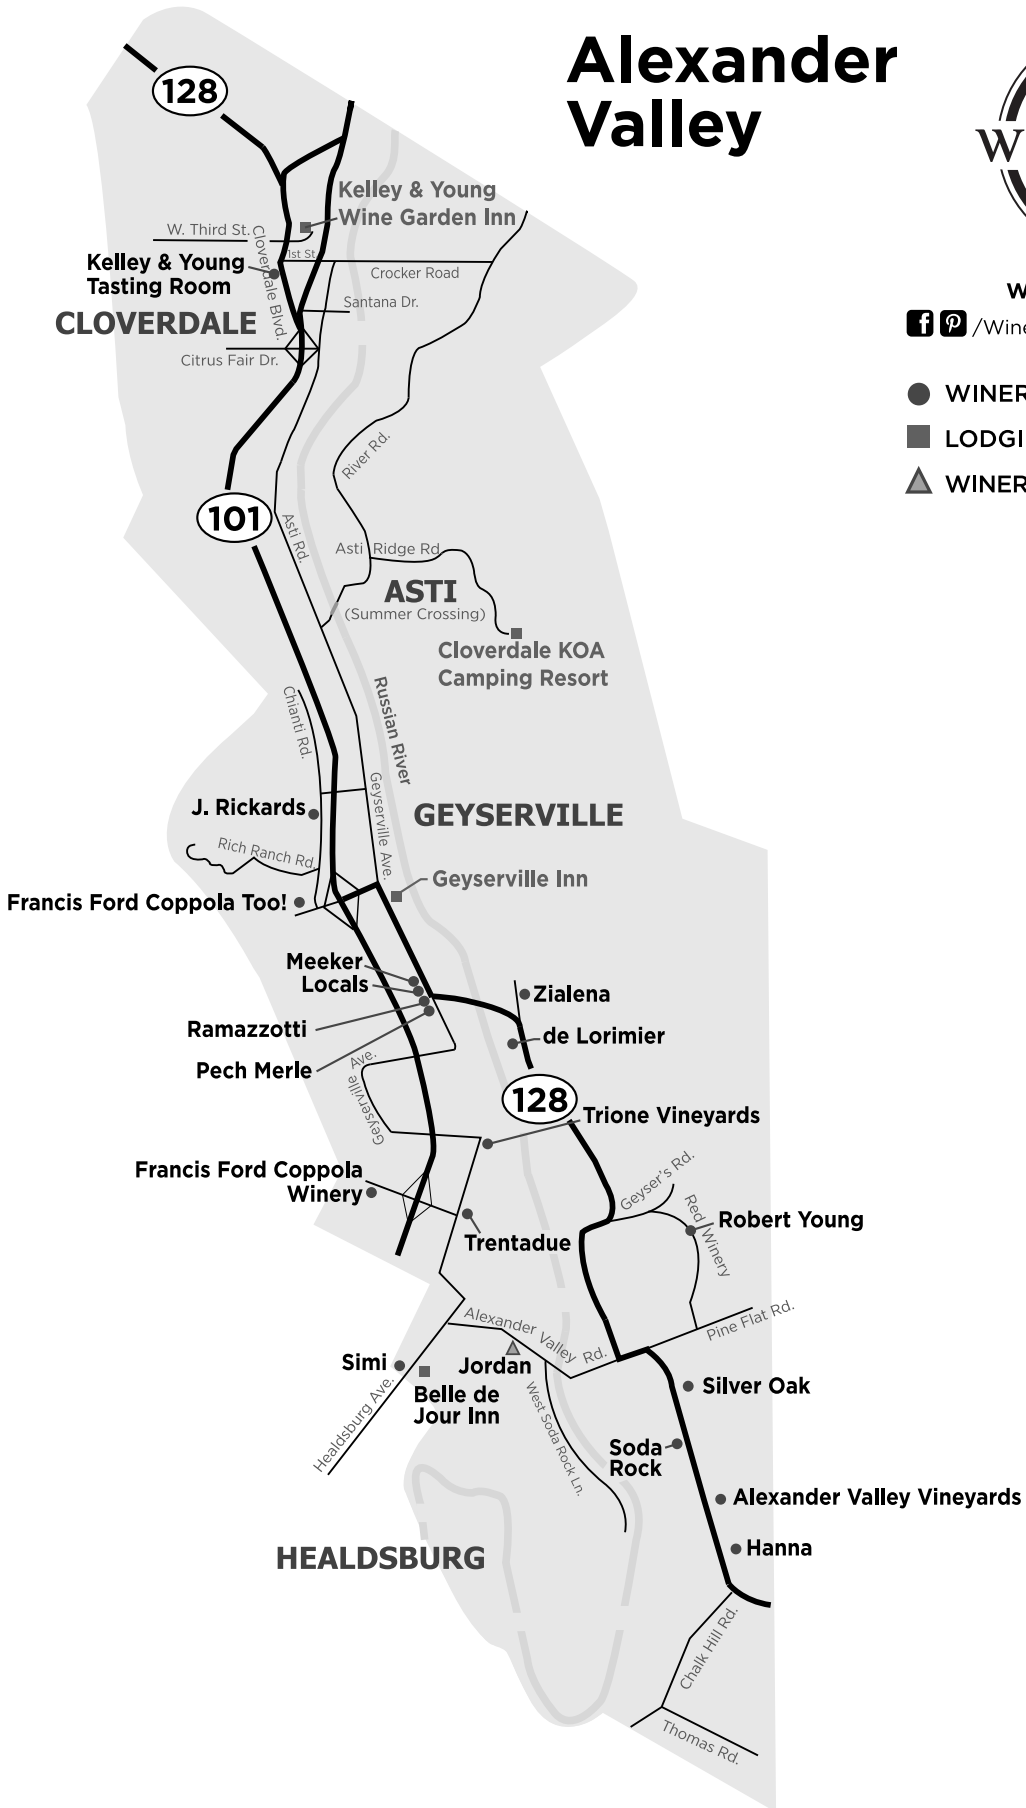 Alexander
Valley
128
W
Kelley & Young
Wine Garden Inn
W. Third St.
Cloverdale Blvd.
1st St.
Crocker Road
Kelley & Young
Tasting Room
Santana Dr.
CLOVERDALE
Citrus Fair Dr.
W
/Wine
WINER
LODGI
WINER
River Rd.
101
Asti Rd.
Asti Ridge Rd.
ASTI
(Summer Crossing)
Cloverdale KOA
Camping Resort
Russian River
Chianti Rd.
Geyserville Ave.
J. Rickards
GEYSERVILLE
Rich Ranch Rd.
Geyserville Inn
Francis Ford Coppola Too!
Meeker
Locals
Zialena
Ramazzotti
de Lorimier
Pech Merle
Geyserville Ave.
128
Trione Vineyards
Francis Ford Coppola
Winery
Geyser's Rd.
Red Winery
Robert Young
Trentadue
Alexander Valley Rd.
Pine Flat Rd.
Simi
Jordan
Belle de
Jour Inn
Healdsburg Ave.
West Soda Rock Ln.
Silver Oak
Soda
Rock
Alexander Valley Vineyards
Hanna
HEALDSBURG
Chalk Hill Rd.
Thomas Rd.